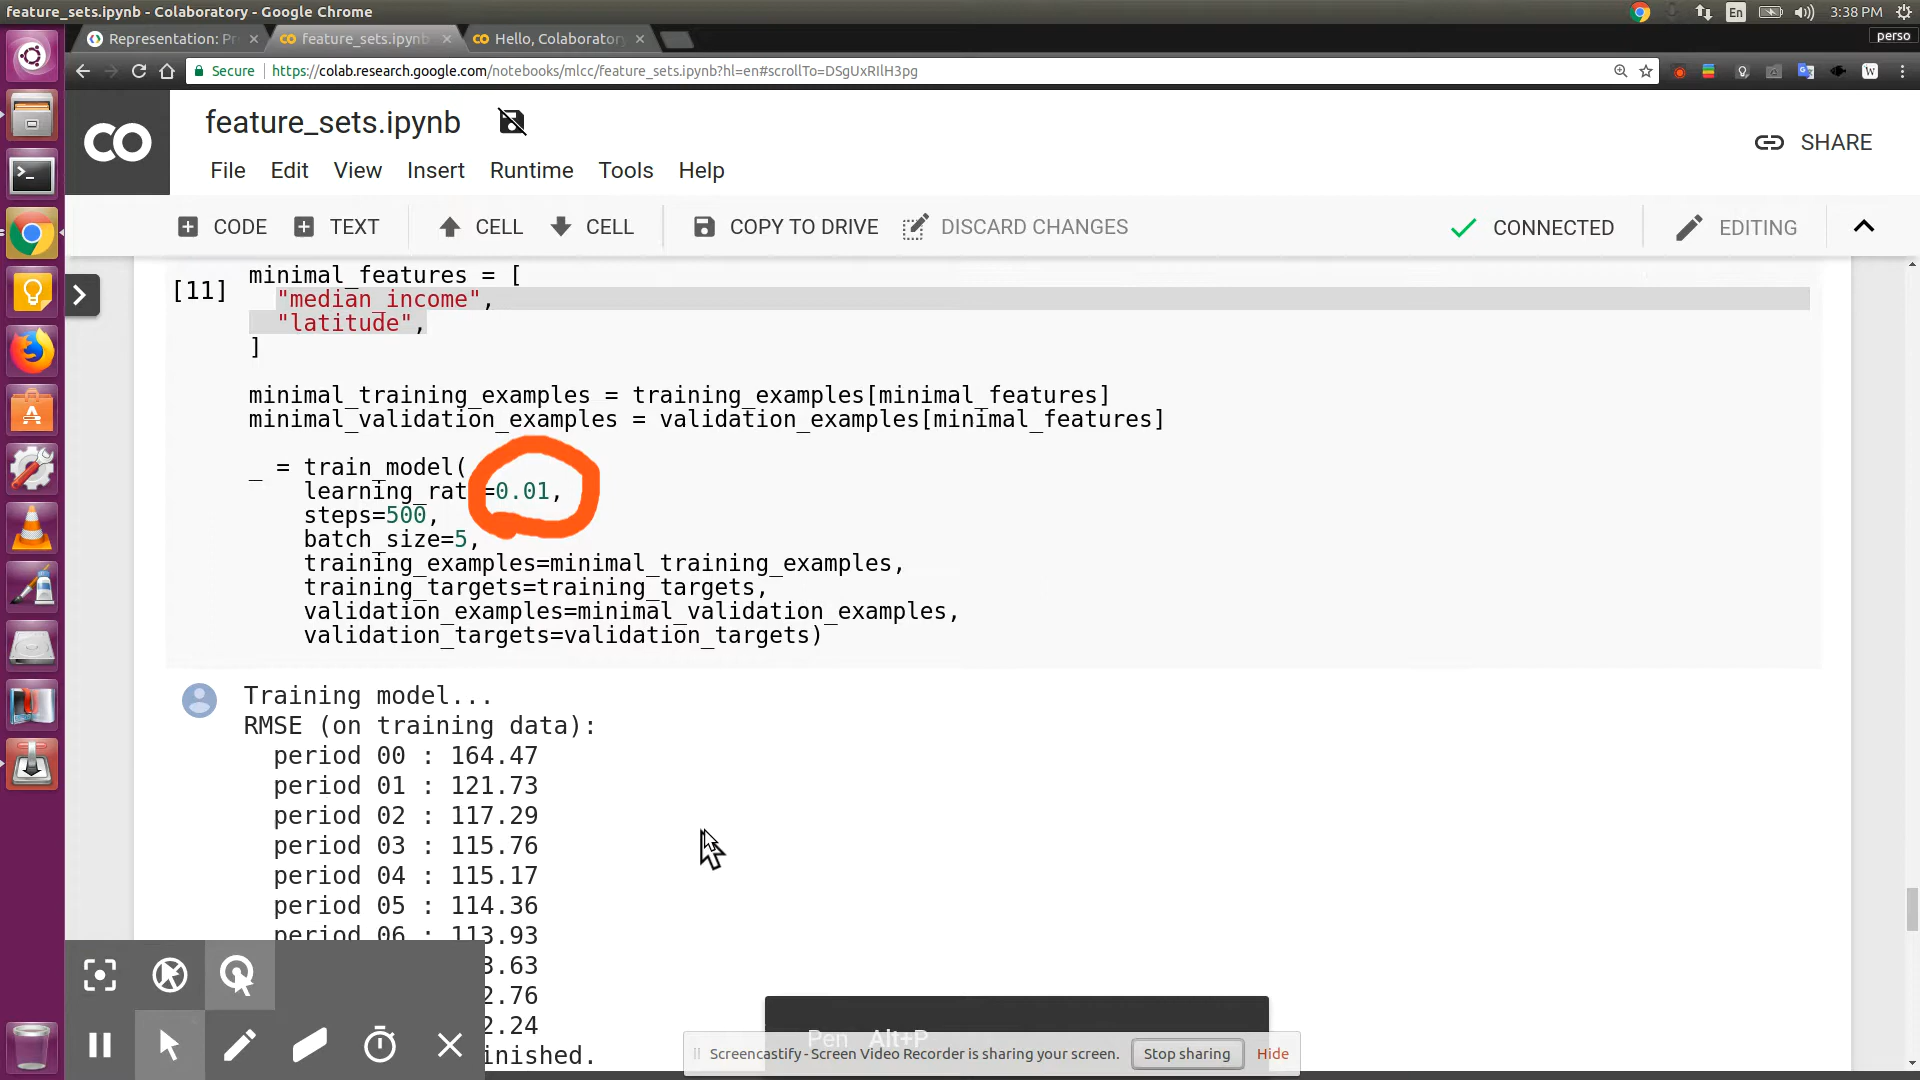 feature_sets.ipynb - Colaboratory - Google Chrome
En
3:38 PM
Representation: Pr
feature_sets.ipynb
Hello, Colaboratory
perso
Secure
https://colab.research.google.com/notebooks/mlcc/feature_sets.ipynb?hl=en#scrollTo=DSgUxRIlH3pg
W
CO
feature_sets.ipynb
SHARE
File Edit View Insert Runtime Tools Help
CODE TEXT CELL CELL COPY TO DRIVE DISCARD CHANGES CONNECTED EDITING
[11]
minimal_features = [
"median_income",
"latitude",
]
minimal_training_examples = training_examples[minimal_features]
minimal_validation_examples = validation_examples[minimal_features]
_ = train_model(
learning_rat =0.01,
steps=500,
batch_size=5,
training_examples=minimal_training_examples,
training_targets=training_targets,
validation_examples=minimal_validation_examples,
validation_targets=validation_targets)
Training model...
RMSE (on training data):
period 00 : 164.47
period 01 : 121.73
period 02 : 117.29
period 03 : 115.76
period 04 : 115.17
period 05 : 114.36
period 06 : 113.93
3.63
2.76
2.24
inished.
Pen Alt+P
Screencastify - Screen Video Recorder is sharing your screen.
Stop sharing
Hide